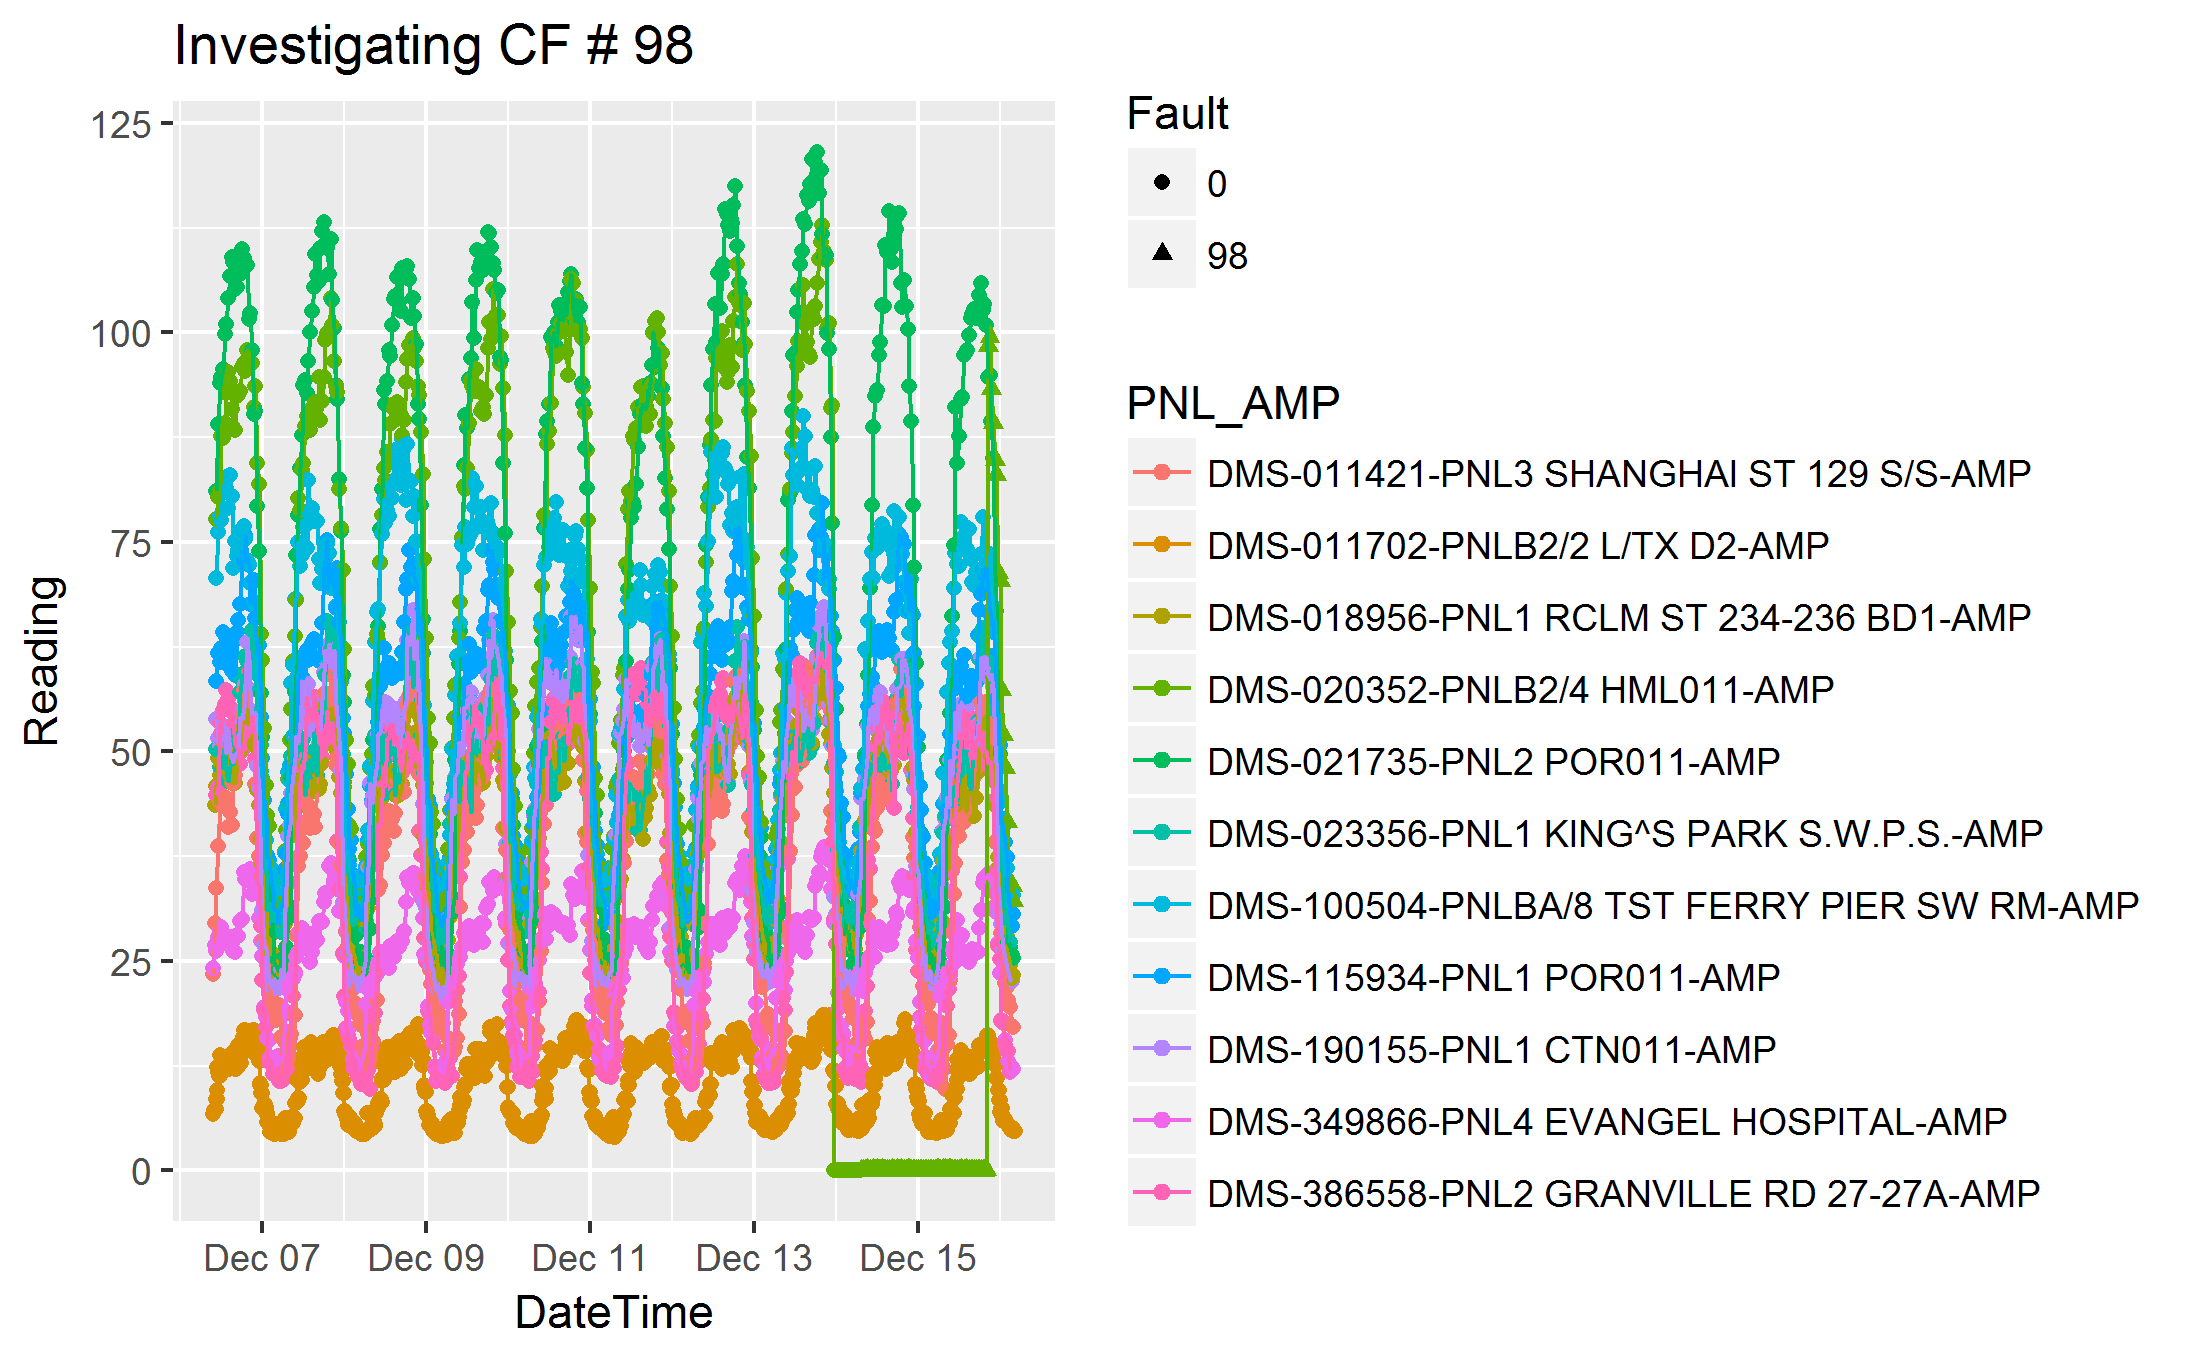 Investigating CF # 98
125
100
75
50
25
0
Reading
Dec 07
Dec 09
Dec 11
Dec 13
Dec 15
DateTime
Fault
0
98
PNL_AMP
DMS-011421-PNL3 SHANGHAI ST 129 S/S-AMP
DMS-011702-PNLB2/2 L/TX D2-AMP
DMS-018956-PNL1 RCLM ST 234-236 BD1-AMP
DMS-020352-PNLB2/4 HML011-AMP
DMS-021735-PNL2 POR011-AMP
DMS-023356-PNL1 KING^S PARK S.W.P.S.-AMP
DMS-100504-PNLBA/8 TST FERRY PIER SW RM-AMP
DMS-115934-PNL1 POR011-AMP
DMS-190155-PNL1 CTN011-AMP
DMS-349866-PNL4 EVANGEL HOSPITAL-AMP
DMS-386558-PNL2 GRANVILLE RD 27-27A-AMP